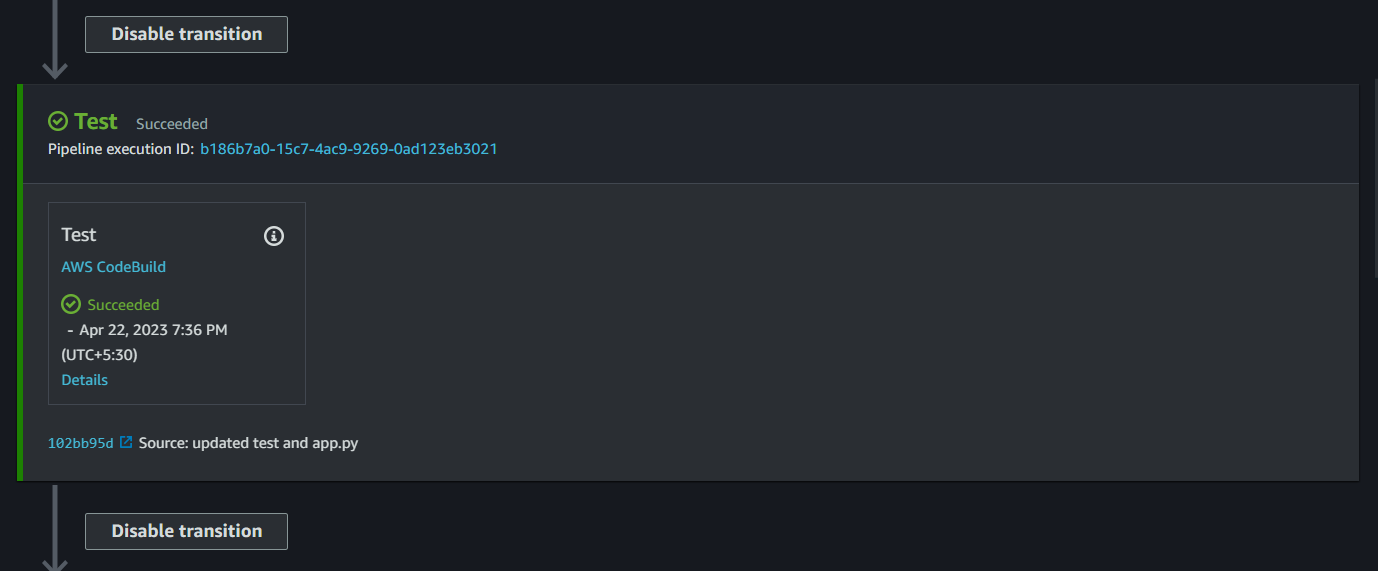 Disable transition
Test Succeeded
Pipeline execution ID: b186b7a0-15c7-4ac9-9269-0ad123eb3021
Test
AWS CodeBuild
Succeeded
- Apr 22, 2023 7:36 PM
(UTC+5:30)
Details
102bb95d Source: updated test and app.py
Disable transition